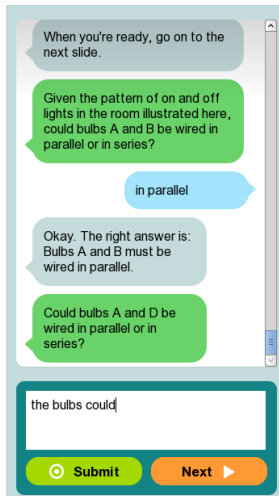 When you're ready, go on to the
next slide.
Given the pattern of on and off
lights in the room illustrated here,
could bulbs A and B be wired in
parallel or in series?
in parallel
Okay. The right answer is:
Bulbs A and B must be
wired in parallel.
Could bulbs A and D be
wired in parallel or in
series?
the bulbs could
Submit
Next